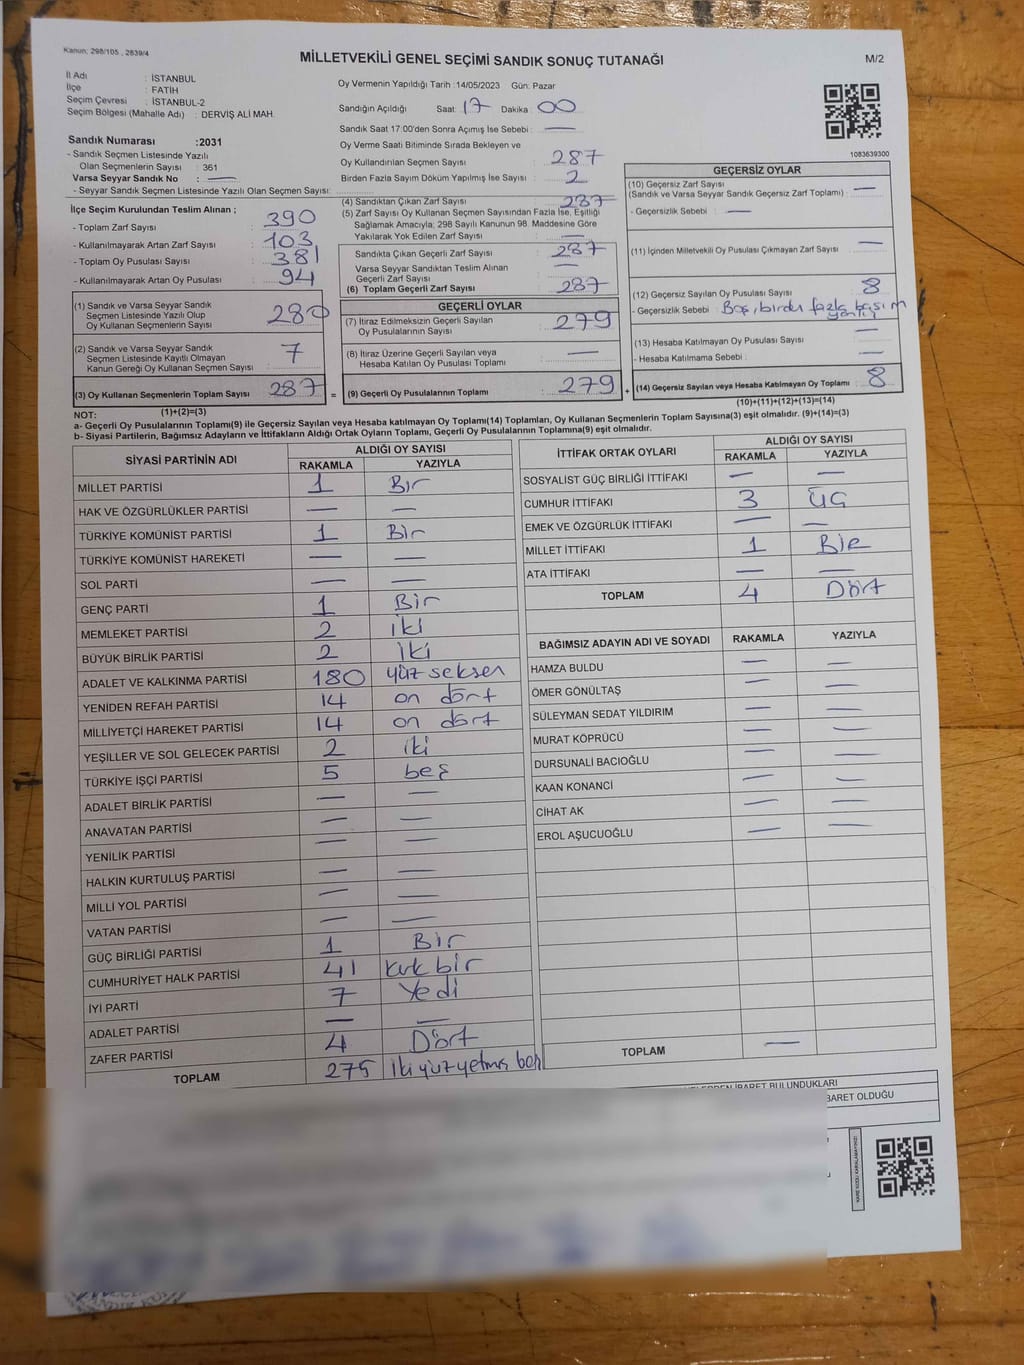 Kanun; 298/105 , 2839/4
MİLLETVEKİLİ GENEL SEÇİMİ SANDIK SONUÇ TUTANAĞI
M/2
İl Adı : İSTANBUL
İlçe : FATİH
Seçim Çevresi : İSTANBUL-2
Seçim Bölgesi (Mahalle Adı) : DERVİŞ ALİ MAH.
Sandık Numarası :2031
- Sandık Seçmen Listesinde Yazılı
Olan Seçmenlerin Sayısı : 361
Varsa Seyyar Sandık No : —
- Seyyar Sandık Seçmen Listesinde Yazılı Olan Seçmen Sayısı:
Oy Vermenin Yapıldığı Tarih :14/05/2023 Gün: Pazar
Sandığın Açıldığı Saat: 17 Dakika : 00
Sandık Saat 17:00'den Sonra Açımış İse Sebebi : —
Oy Verme Saati Bitiminde Sırada Bekleyen ve
Oy Kullandırılan Seçmen Sayısı : 287
Birden Fazla Sayım Döküm Yapılmış İse Sayısı : 2
1083639300
İlçe Seçim Kurulundan Teslim Alınan ;
- Toplam Zarf Sayısı : 390
- Kullanılmayarak Artan Zarf Sayısı : 103
- Toplam Oy Pusulası Sayısı : 381
- Kullanılmayarak Artan Oy Pusulası : 94
(1) Sandık ve Varsa Seyyar Sandık
Seçmen Listesinde Yazılı Olup
Oy Kullanan Seçmenlerin Sayısı : 280
(2) Sandık ve Varsa Seyyar Sandık
Seçmen Listesinde Kayıtlı Olmayan
Kanun Gereği Oy Kullanan Seçmen Sayısı : 7
(3) Oy Kullanan Seçmenlerin Toplam Sayısı : 287 =
(4) Sandıktan Çıkan Zarf Sayısı : 287
(5) Zarf Sayısı Oy Kullanan Seçmen Sayısından Fazla İse, Eşitliği
Sağlamak Amacıyla; 298 Sayılı Kanunun 98. Maddesine Göre
Yakılarak Yok Edilen Zarf Sayısı : —
Sandıkta Çıkan Geçerli Zarf Sayısı : 287
Varsa Seyyar Sandıktan Teslim Alınan
Geçerli Zarf Sayısı : —
(6) Toplam Geçerli Zarf Sayısı : 287
GEÇERLİ OYLAR
(7) İtiraz Edilmeksizin Geçerli Sayılan
Oy Pusulalarının Sayısı : 279
(8) İtiraz Üzerine Geçerli Sayılan veya
Hesaba Katılan Oy Pusulası Toplamı : —
(9) Geçerli Oy Pusulalarının Toplamı : 279 +
GEÇERSİZ OYLAR
(10) Geçersiz Zarf Sayısı
(Sandık ve Varsa Seyyar Sandık Geçersiz Zarf Toplamı) : —
- Geçersizlik Sebebi : —
(11) İçinden Milletvekili Oy Pusulası Çıkmayan Zarf Sayısı : —
(12) Geçersiz Sayılan Oy Pusulası Sayısı : 8
- Geçersizlik Sebebi : Boş, birden fazla basım yanlış
(13) Hesaba Katılmayan Oy Pusulası Sayısı : —
- Hesaba Katılmama Sebebi : —
(14) Geçersiz Sayılan veya Hesaba Katılmayan Oy Toplamı : 8
(1)+(2)=(3)
(10)+(11)+(12)+(13)=(14)
NOT:
a- Geçerli Oy Pusulalarının Toplamı(9) ile Geçersiz Sayılan veya Hesaba katılmayan Oy Toplamı(14) Toplamları, Oy Kullanan Seçmenlerin Toplam Sayısına(3) eşit olmalıdır. (9)+(14)=(3)
b- Siyasi Partilerin, Bağımsız Adayların ve İttifakların Aldığı Ortak Oyların Toplamı, Geçerli Oy Pusulalarının Toplamına(9) eşit olmalıdır.
SİYASİ PARTİNİN ADI ALDIĞI OY SAYISI
RAKAMLA YAZIYLA
MİLLET PARTİSİ 1 Bir
HAK VE ÖZGÜRLÜKLER PARTİSİ — —
TÜRKİYE KOMÜNİST PARTİSİ 1 Bir
TÜRKİYE KOMÜNİST HAREKETİ — —
SOL PARTİ — —
GENÇ PARTİ 1 Bir
MEMLEKET PARTİSİ 2 iki
BÜYÜK BİRLİK PARTİSİ 2 iki
ADALET VE KALKINMA PARTİSİ 180 yüz seksen
YENİDEN REFAH PARTİSİ 14 on dört
MİLLİYETÇİ HAREKET PARTİSİ 14 on dört
YEŞİLLER VE SOL GELECEK PARTİSİ 2 iki
TÜRKİYE İŞÇİ PARTİSİ 5 beş
ADALET BİRLİK PARTİSİ — —
ANAVATAN PARTİSİ — —
YENİLİK PARTİSİ — —
HALKIN KURTULUŞ PARTİSİ — —
MİLLİ YOL PARTİSİ — —
VATAN PARTİSİ — —
GÜÇ BİRLİĞİ PARTİSİ 1 Bir
CUMHURİYET HALK PARTİSİ 41 kırk bir
İYİ PARTİ 7 Yedi
ADALET PARTİSİ — —
ZAFER PARTİSİ 4 Dört
TOPLAM 275 İki yüz yetmiş beş
İTTİFAK ORTAK OYLARI ALDIĞI OY SAYISI
RAKAMLA YAZIYLA
SOSYALİST GÜÇ BİRLİĞİ İTTİFAKI — —
CUMHUR İTTİFAKI 3 ÜÇ
EMEK VE ÖZGÜRLÜK İTTİFAKI — —
MİLLET İTTİFAKI 1 Bir
ATA İTTİFAKI — —
TOPLAM 4 Dört
BAĞIMSIZ ADAYIN ADI VE SOYADI RAKAMLA YAZIYLA
HAMZA BULDU — —
ÖMER GÖNÜLTAŞ — —
SÜLEYMAN SEDAT YILDIRIM — —
MURAT KÖPRÜCÜ — —
DURSUNALİ BACIOĞLU — —
KAAN KONANCİ — —
CİHAT AK — —
EROL AŞUCUOĞLU — —
TOPLAM —
İBARET BULUNDUKLARI
BARET OLDUĞU